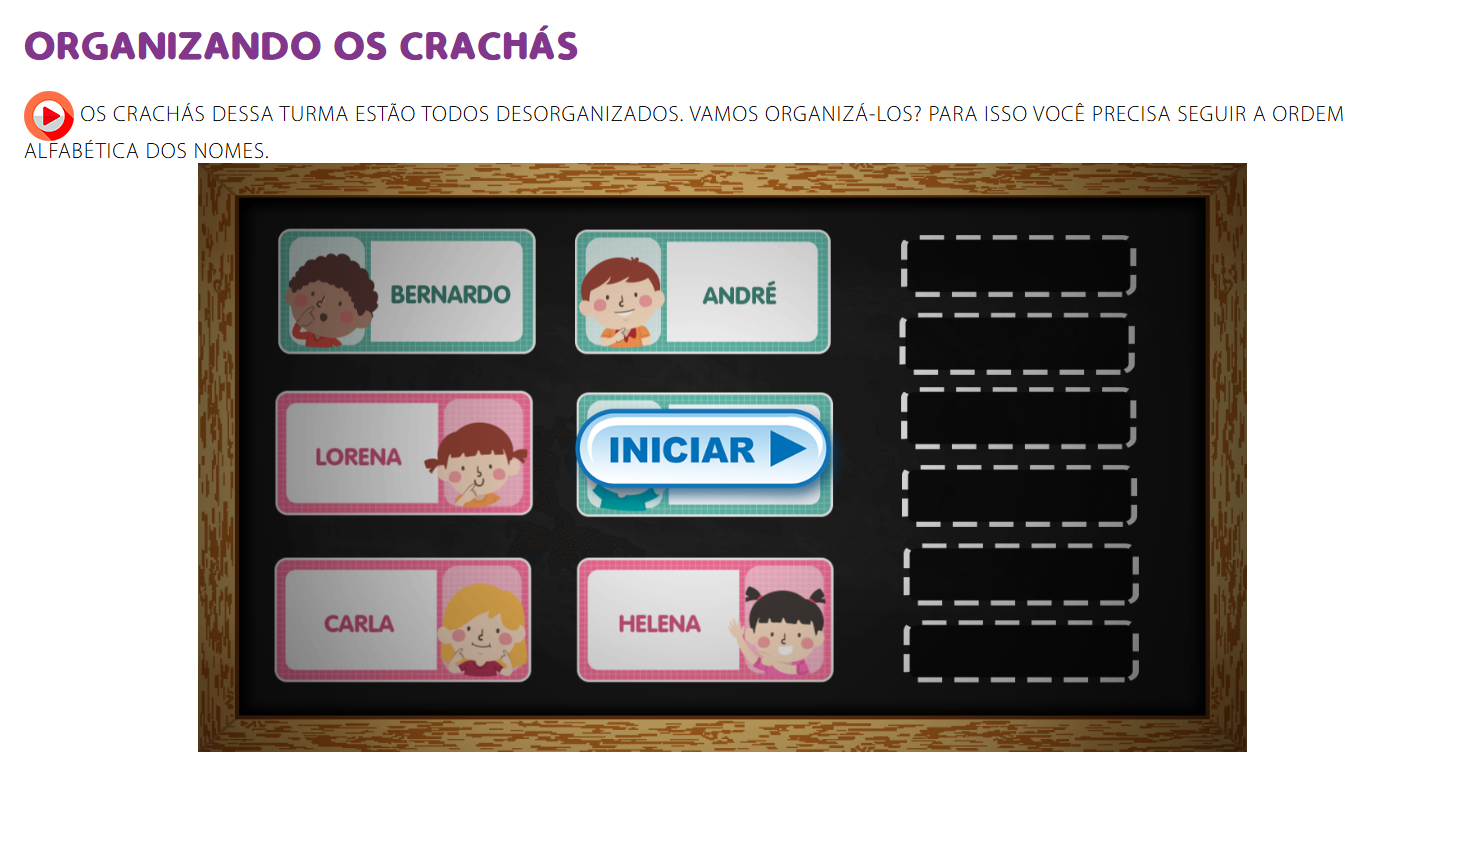 ORGANIZANDO OS CRACHÁS
OS CRACHÁS DESSA TURMA ESTÃO TODOS DESORGANIZADOS. VAMOS ORGANIZÁ-LOS? PARA ISSO VOCÊ PRECISA SEGUIR A ORDEM
ALFABÉTICA DOS NOMES.
BERNARDO
ANDRÉ
LORENA
INICIAR
CARLA
HELENA